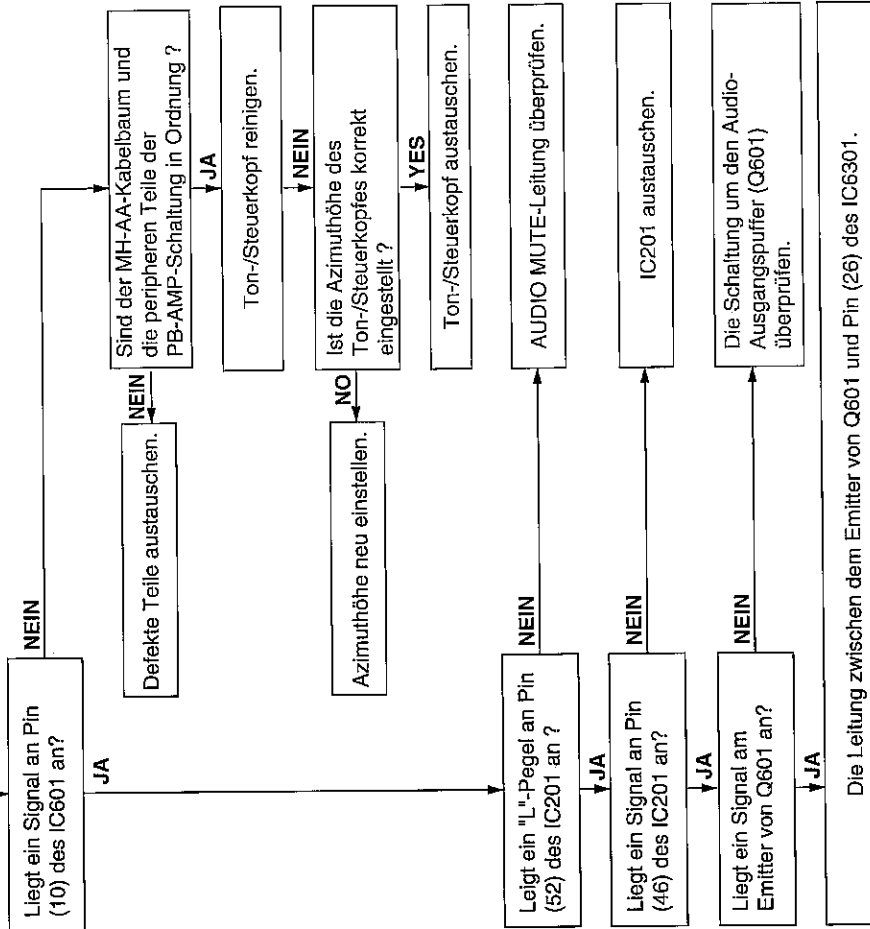 Liegt ein Signal an Pin
(10) des IC601 an?
NEIN
JA
Sind der MH-AA-Kabelbaum und
die peripheren Teile der
PB-AMP-Schaltung in Ordnung ?
NEIN
Defekte Teile austauschen.
JA
Ton-/Steuerkopf reinigen.
NEIN
Ist die Azimuthöhe des
Ton-/Steuerkopfes korrekt
eingestellt ?
NO
Azimuthöhe neu einstellen.
YES
Ton-/Steuerkopf austauschen.
Leigt ein "L"-Pegel an Pin
(52) des IC201 an ?
NEIN
AUDIO MUTE-Leitung überprüfen.
JA
Liegt ein Signal an Pin
(46) des IC201 an?
NEIN
IC201 austauschen.
JA
Liegt ein Signal am
Emitter von Q601 an?
NEIN
Die Schaltung um den Audio-
Ausgangspuffer (Q601)
überprüfen.
JA
Die Leitung zwischen dem Emitter von Q601 und Pin (26) des IC6301.